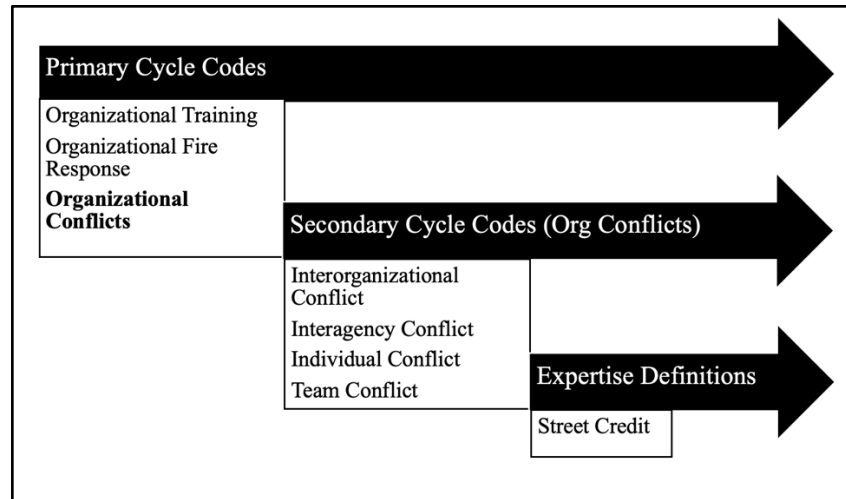 Primary Cycle Codes
Organizational Training
Organizational Fire
Response
Organizational
Conflicts
Secondary Cycle Codes (Org Conflicts)
Interorganizational
Conflict
Interagency Conflict
Individual Conflict
Team Conflict
Expertise Definitions
Street Credit